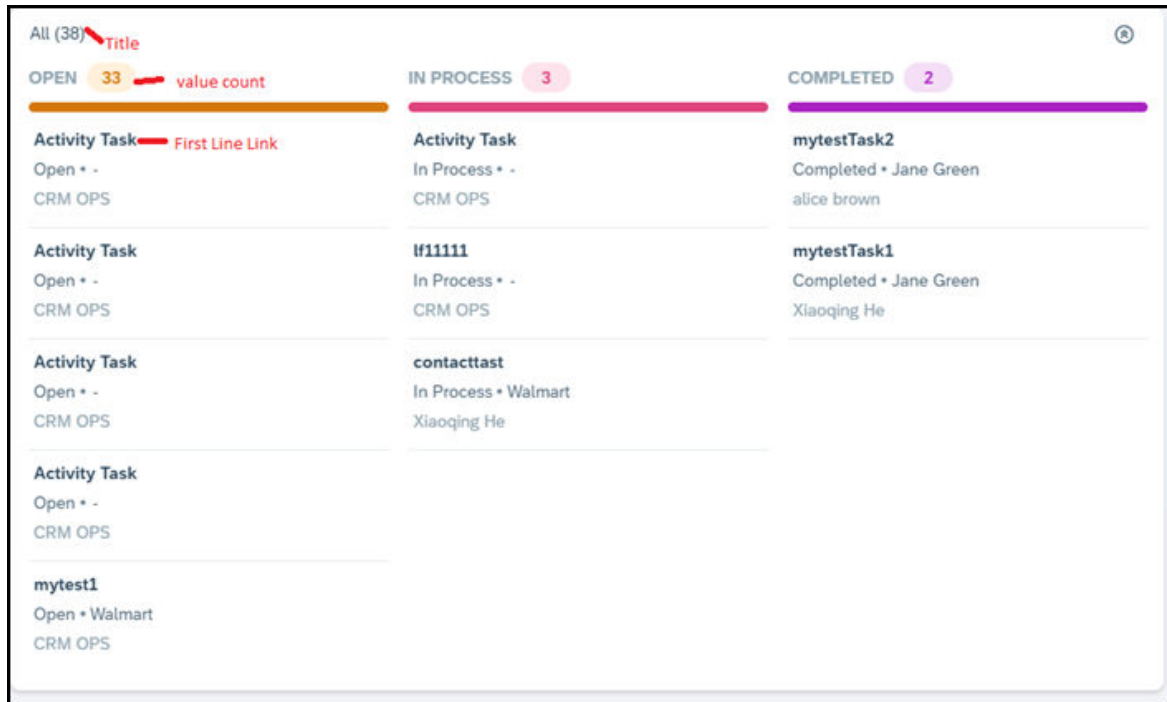 All (38) Title
OPEN 33 value count
IN PROCESS 3
COMPLETED 2
Activity Task First Line Link
Open • -
CRM OPS
Activity Task
Open • -
CRM OPS
Activity Task
Open • -
CRM OPS
Activity Task
Open • -
CRM OPS
mytest1
Open • Walmart
CRM OPS
Activity Task
In Process • -
CRM OPS
lf11111
In Process • -
CRM OPS
contacttast
In Process • Walmart
Xiaoqing He
mytestTask2
Completed • Jane Green
alice brown
mytestTask1
Completed • Jane Green
Xiaoqing He